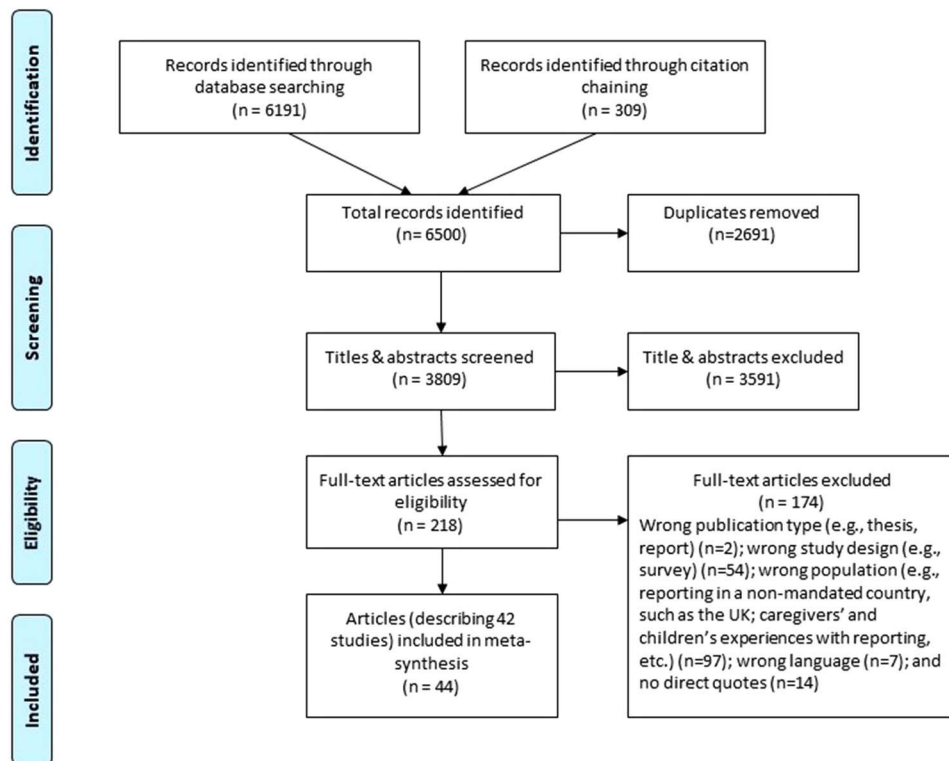 Identification
Records identified through
database searching
(n = 6191)
Records identified through citation
chaining
(n = 309)
Total records identified
(n= 6500)
Duplicates removed
(n=2691)
Screening
Titles & abstracts screened
(n = 3809)
Title & abstracts excluded
(n = 3591)
Eligibility
Full-text articles assessed for
eligibility
(n = 218)
Full-text articles excluded
(n = 174)
Wrong publication type (e.g., thesis,
report) (n=2); wrong study design (e.g.,
survey) (n=54); wrong population (e.g.,
reporting in a non-mandated country,
such as the UK; caregivers’ and
children’s experiences with reporting,
etc.) (n=97); wrong language (n=7); and
no direct quotes (n=14)
Included
Articles (describing 42
studies) included in meta-
synthesis
(n = 44)